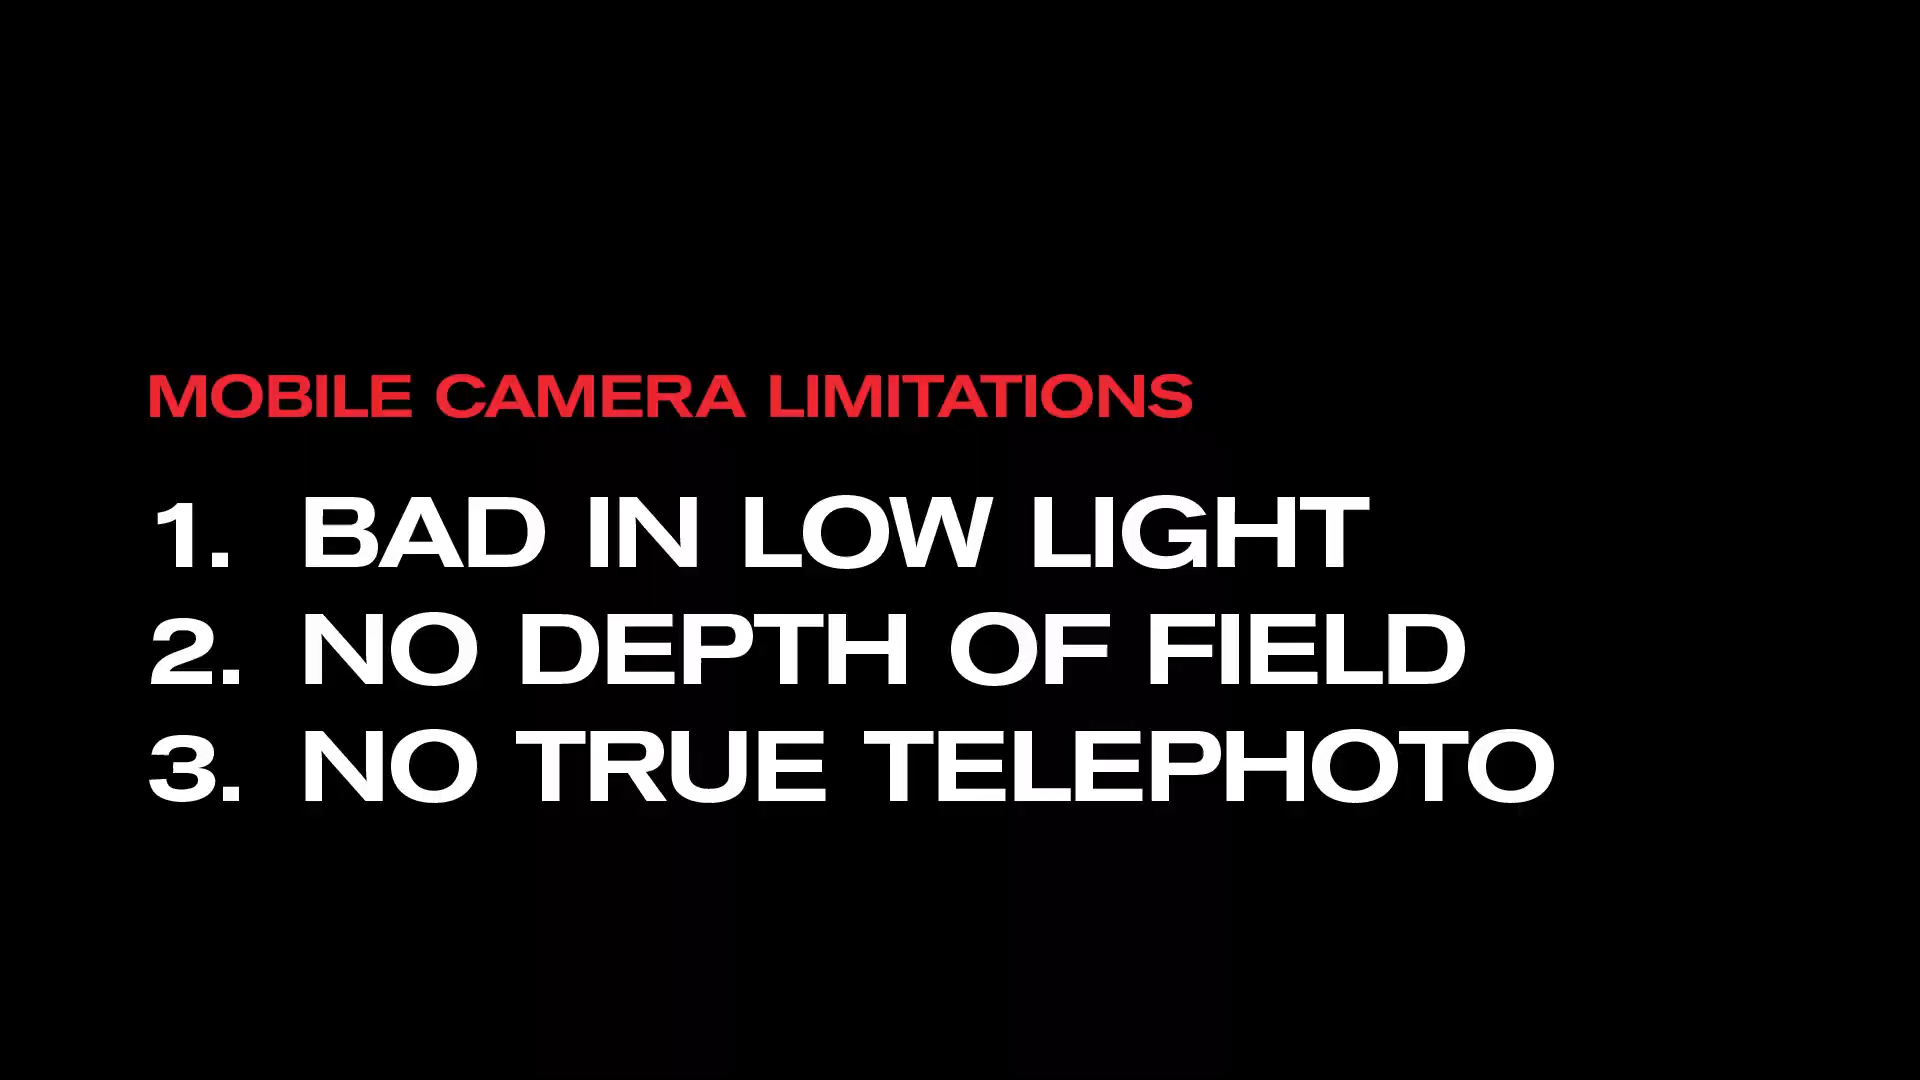 MOBILE CAMERA LIMITATIONS
1. BAD IN LOW LIGHT
2. NO DEPTH OF FIELD
3. NO TRUE TELEPHOTO